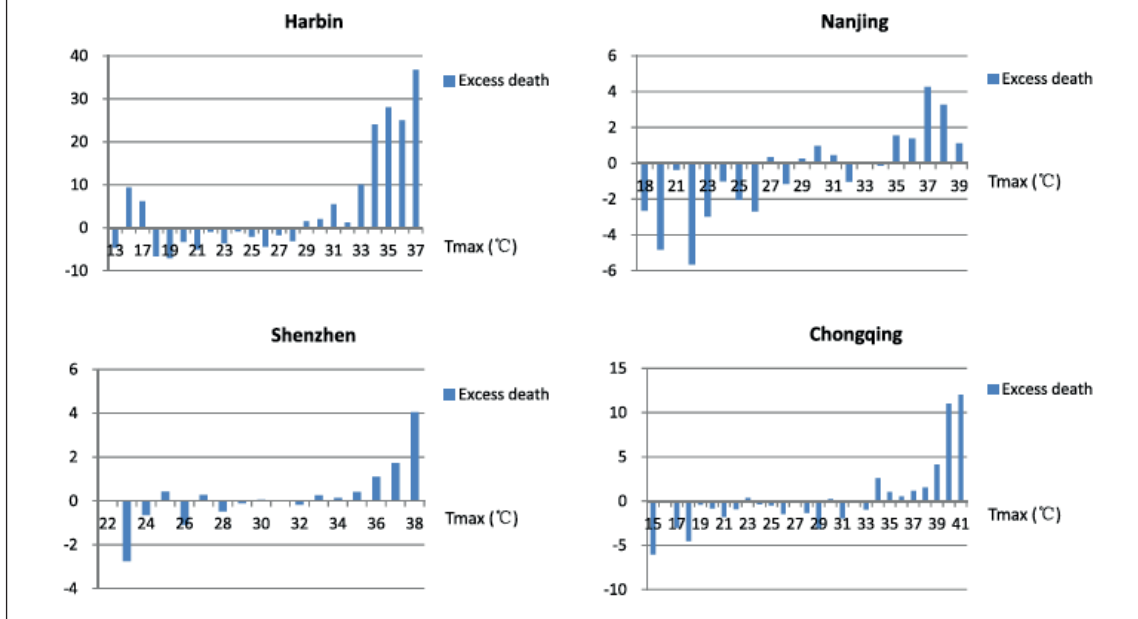 Harbin
40
30
20
10
0
-10
13 17 19 21 23 25 27 29 31 33 35 37
Excess death
Tmax (℃)
Nanjing
6
4
2
0
-2
-4
-6
18 21 23 25 27 29 31 33 35 37 39
Excess death
Tmax (℃)
Shenzhen
6
4
2
0
-2
-4
22 24 26 28 30 32 34 36 38
Excess death
Tmax (℃)
Chongqing
15
10
5
0
-5
-10
15 17 19 21 23 25 27 29 31 33 35 37 39 41
Excess death
Tmax (℃)